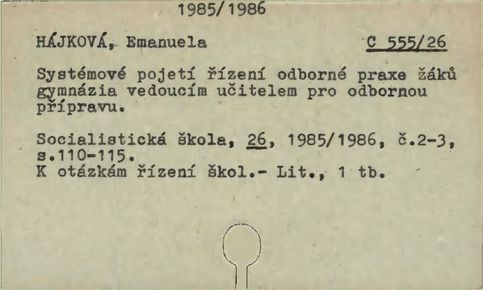 1985/1986
HÁJKOVÁ, Emanuela C 555/26
Systémové pojetí řízení odborné praxe žáků
gymnázia vedoucím učitelem pro odbornou
přípravu.
Socialistická škola, 26, 1985/1986, č.2-3,
s.110-115.
K otázkám řízení škol.- Lit., 1 tb.